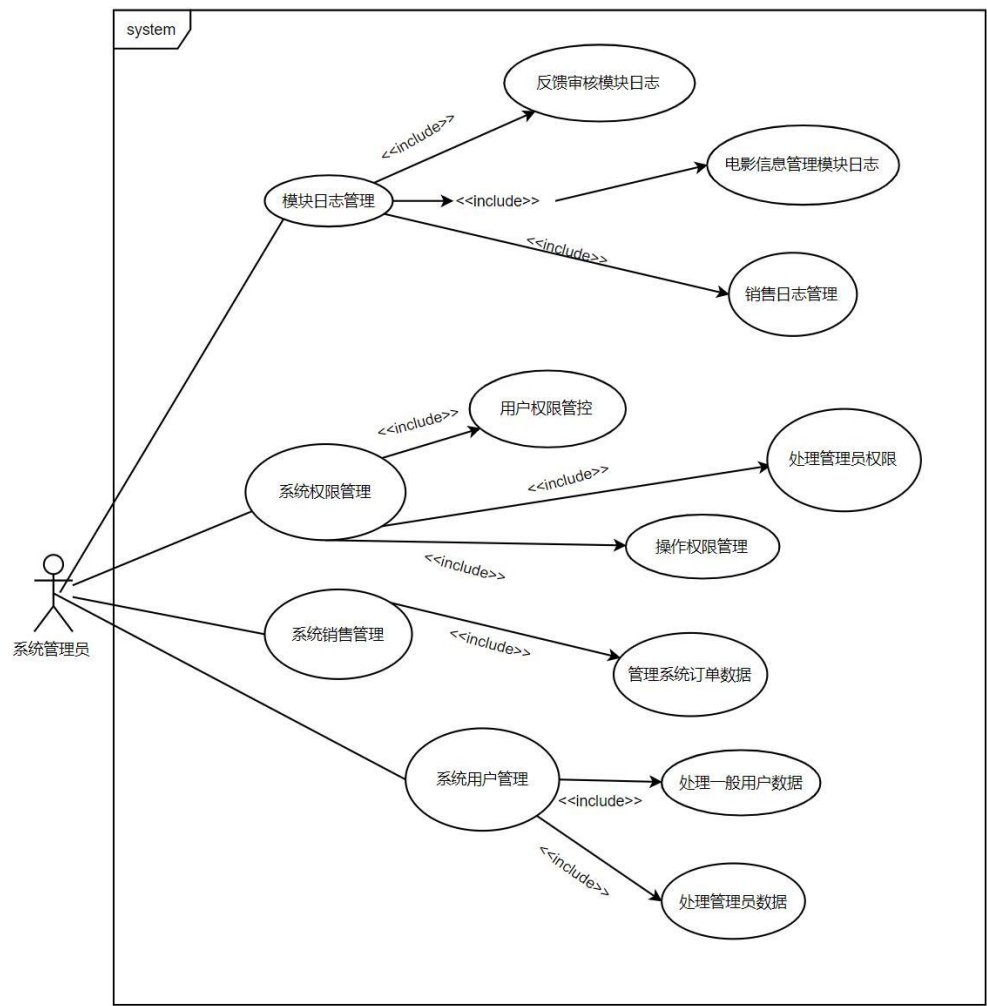 system
反馈审核模块日志
<<include>>
电影信息管理模块日志
模块日志管理
<<include>>
<<include>>
销售日志管理
用户权限管控
<<include>>
处理管理员权限
系统权限管理
<<include>>
操作权限管理
<<include>>
系统管理员
系统销售管理
<<include>>
管理系统订单数据
系统用户管理
处理一般用户数据
<<include>>
<<include>>
处理管理员数据